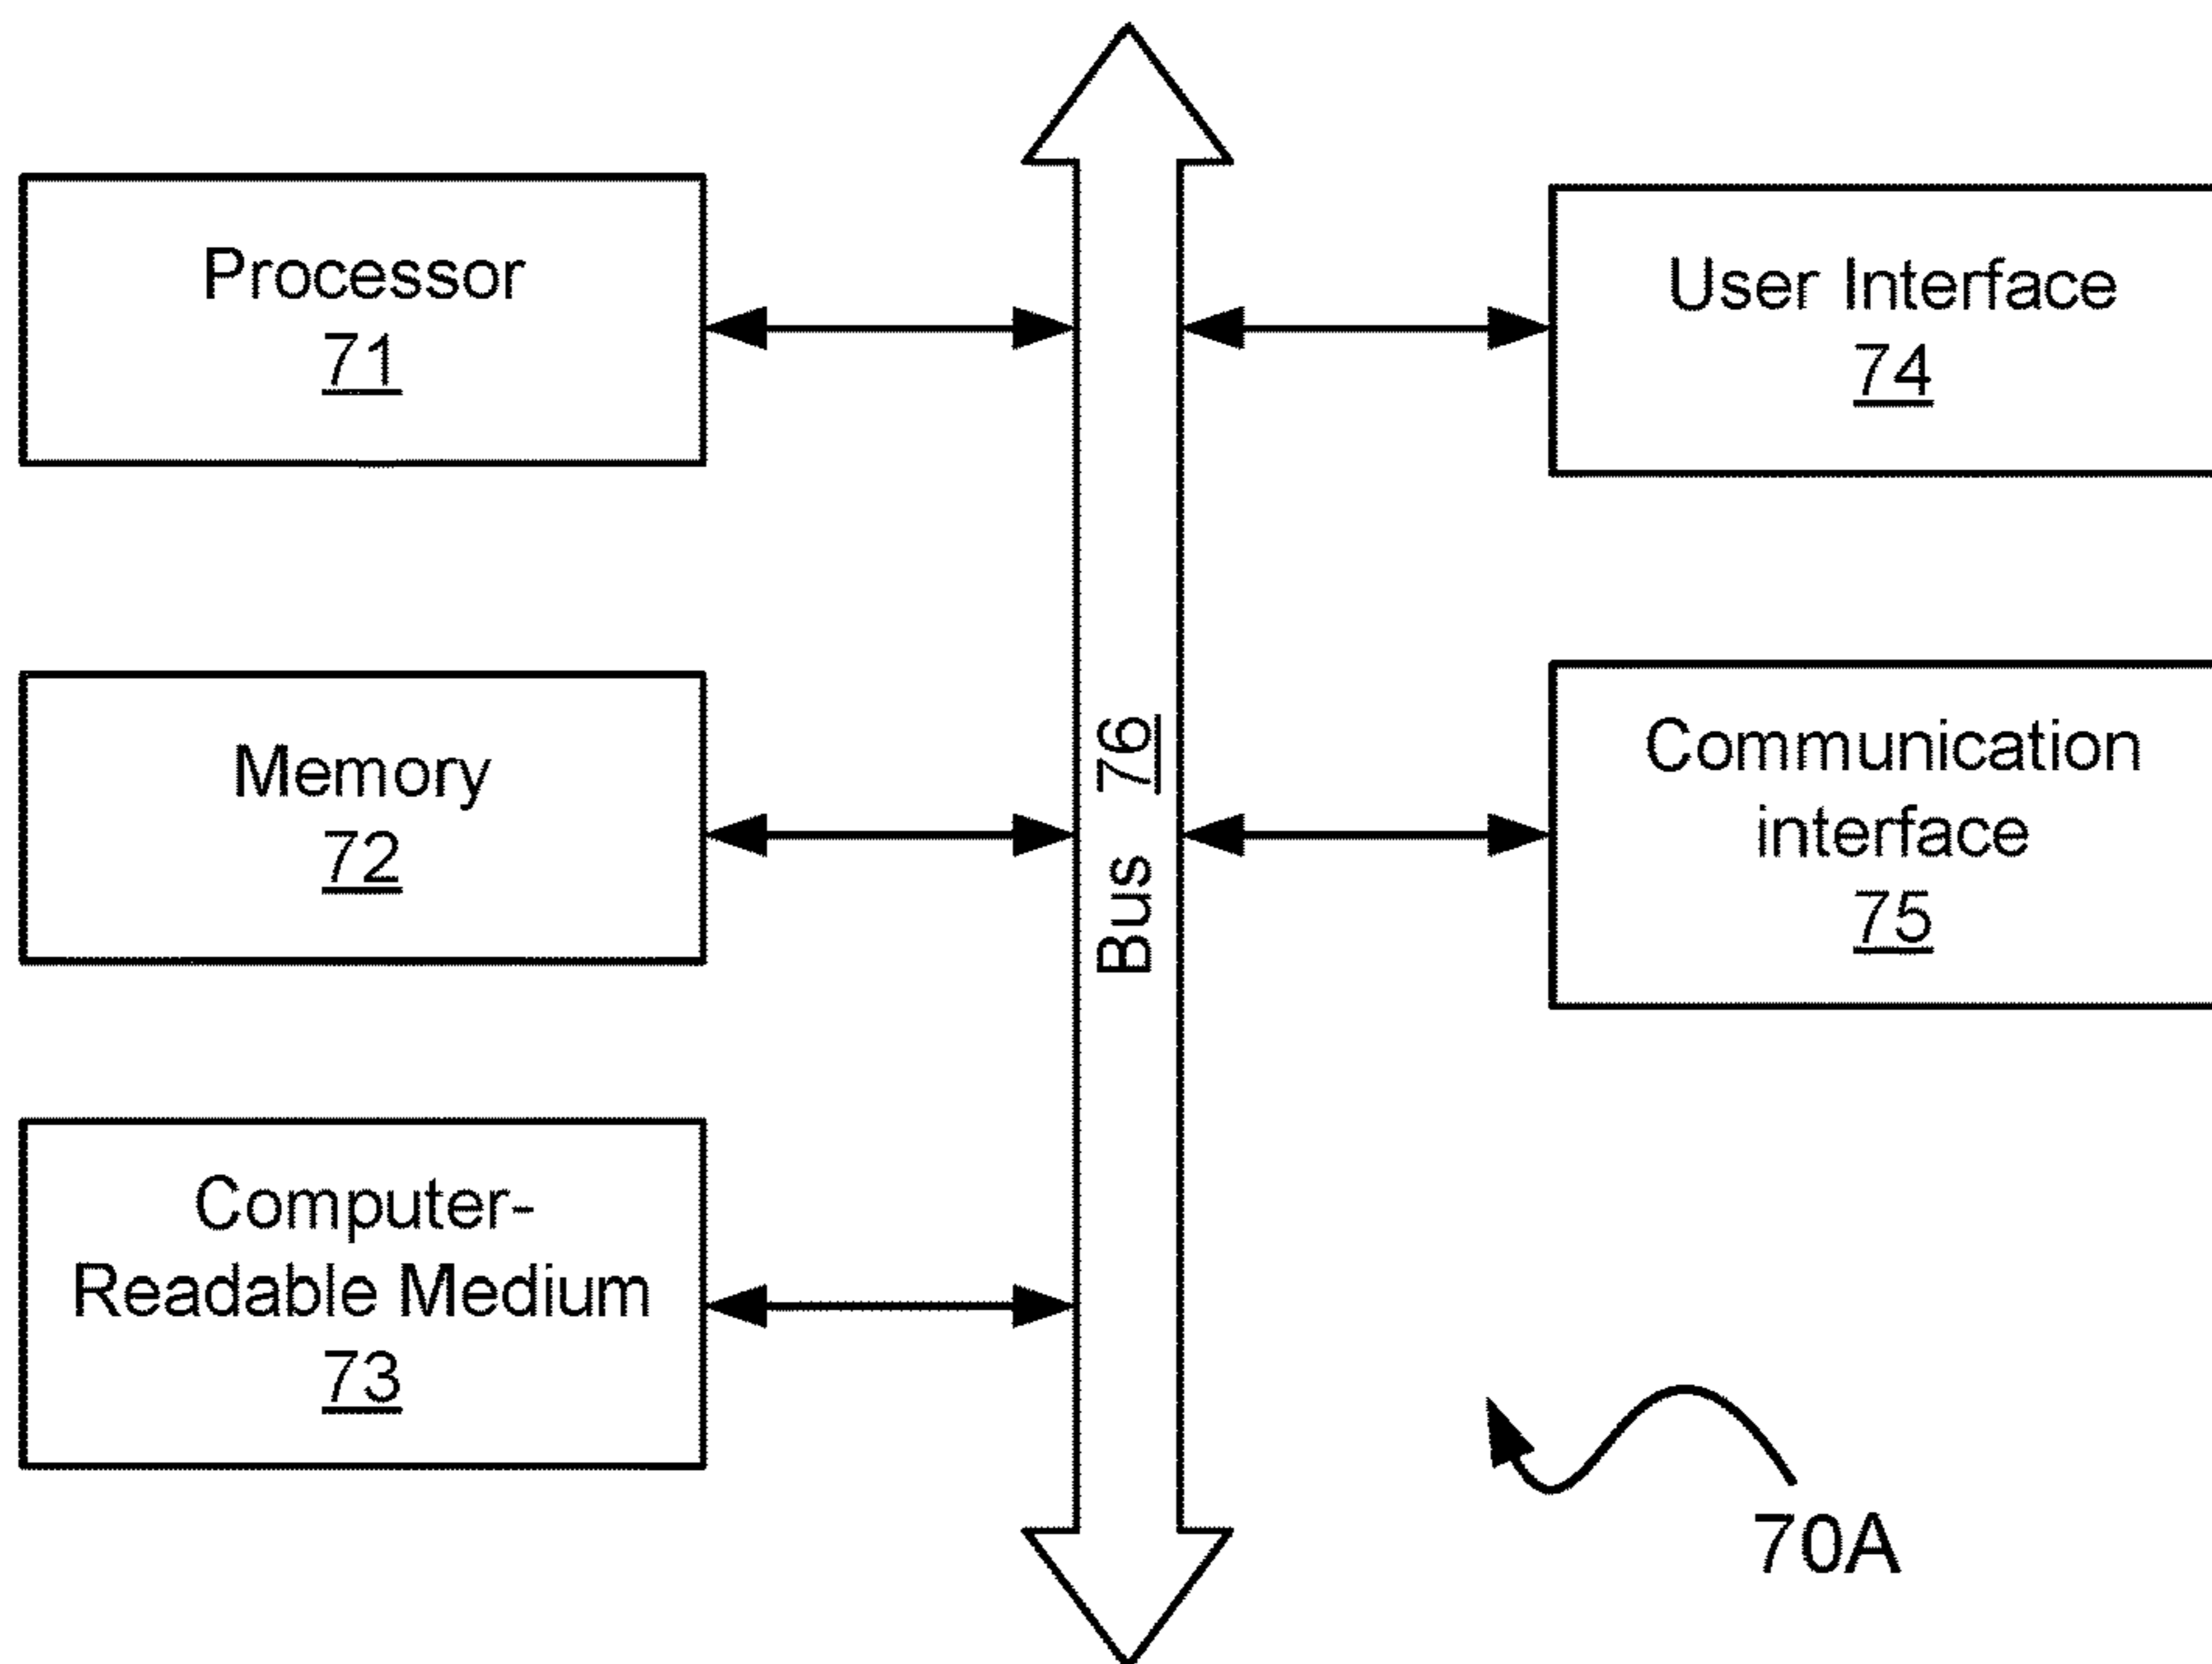 Processor
71
Memory
72
Computer-
Readable Medium
73
Bus 76
User Interface
74
Communication
interface
75
70A